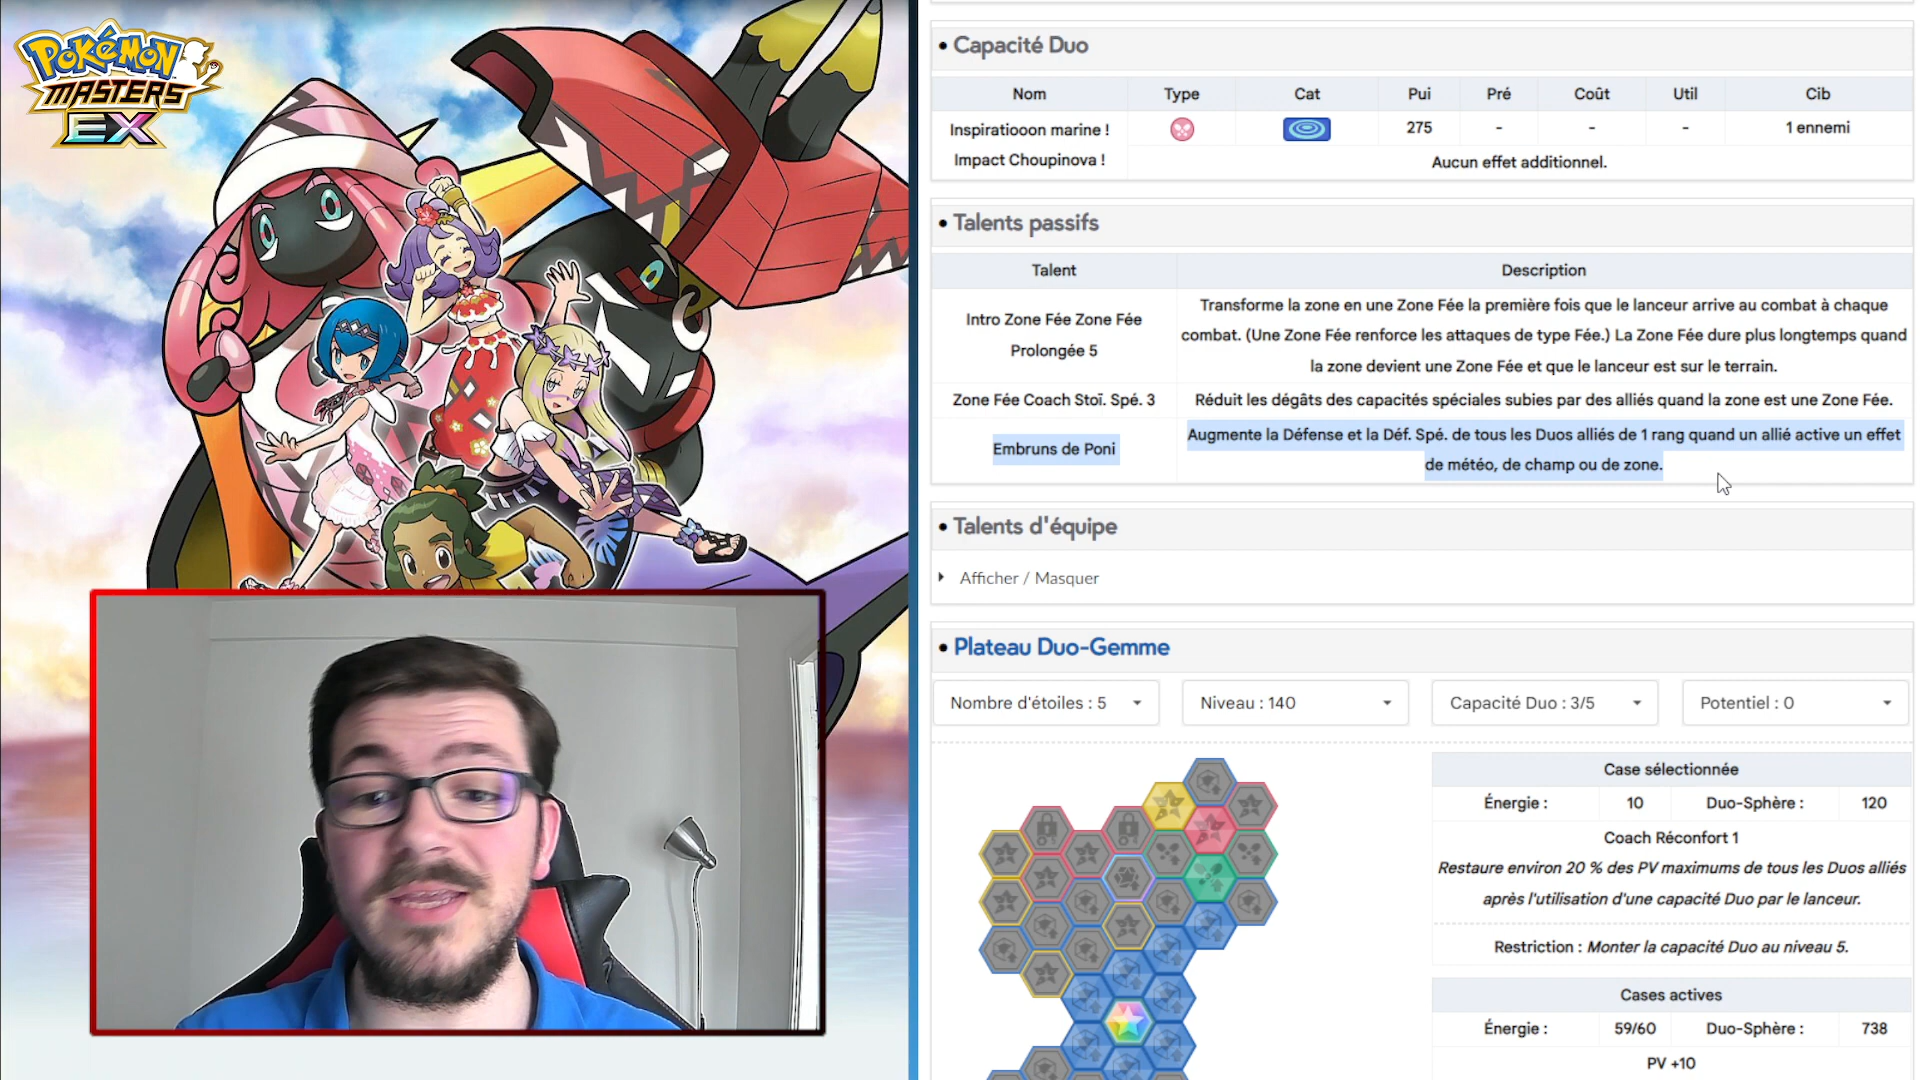 POKéMON
MASTERS
EX
• Capacité Duo
Nom Type Cat Pui Pré Coût Util Cib
Inspiratiooon marine !
Impact Choupinova !
275 - - - 1 ennemi
Aucun effet additionnel.
• Talents passifs
Talent Description
Intro Zone Fée Zone Fée
Prolongée 5
Transforme la zone en une Zone Fée la première fois que le lanceur arrive au combat à chaque
combat. (Une Zone Fée renforce les attaques de type Fée.) La Zone Fée dure plus longtemps quand
la zone devient une Zone Fée et que le lanceur est sur le terrain.
Zone Fée Coach Stoï. Spé. 3 Réduit les dégâts des capacités spéciales subies par des alliés quand la zone est une Zone Fée.
Embruns de Poni
Augmente la Défense et la Déf. Spé. de tous les Duos alliés de 1 rang quand un allié active un effet
de météo, de champ ou de zone.
• Talents d'équipe
Afficher / Masquer
• Plateau Duo-Gemme
Nombre d'étoiles : 5 Niveau : 140 Capacité Duo : 3/5 Potentiel : 0
Case sélectionnée
Énergie : 10 Duo-Sphère : 120
Coach Réconfort 1
Restaure environ 20 % des PV maximums de tous les Duos alliés
après l'utilisation d'une capacité Duo par le lanceur.
Restriction : Monter la capacité Duo au niveau 5.
Cases actives
Énergie : 59/60 Duo-Sphère : 738
PV +10